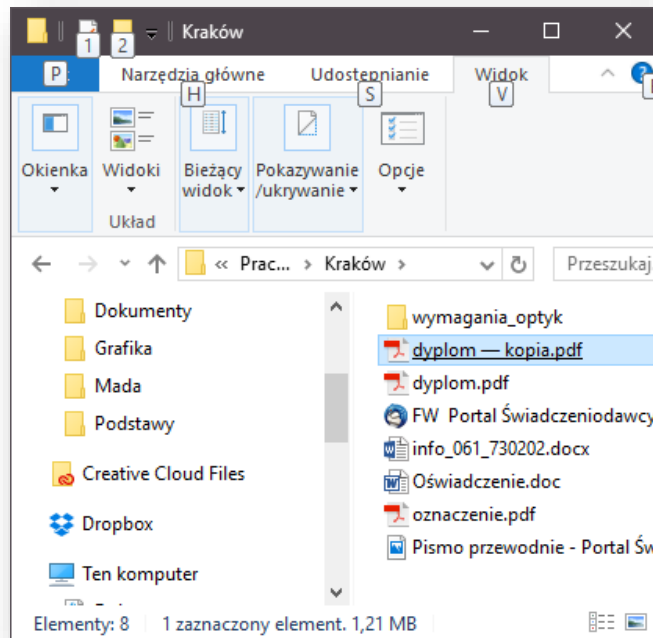 1 2 Kraków
P Narzędzia główne Udostępnianie Widok
H S V
Okienka Widoki Bieżący widok Pokazywanie /ukrywanie Opcje
Układ
« Prac... › Kraków › Przeszukaj
Dokumenty
Grafika
Mada
Podstawy
Creative Cloud Files
Dropbox
Ten komputer
wymagania_optyk
dyplom — kopia.pdf
dyplom.pdf
FW Portal Świadczeniodawcy
info_061_730202.docx
Oświadczenie.doc
oznaczenie.pdf
Pismo przewodnie - Portal Św
Elementy: 8 1 zaznaczony element. 1,21 MB